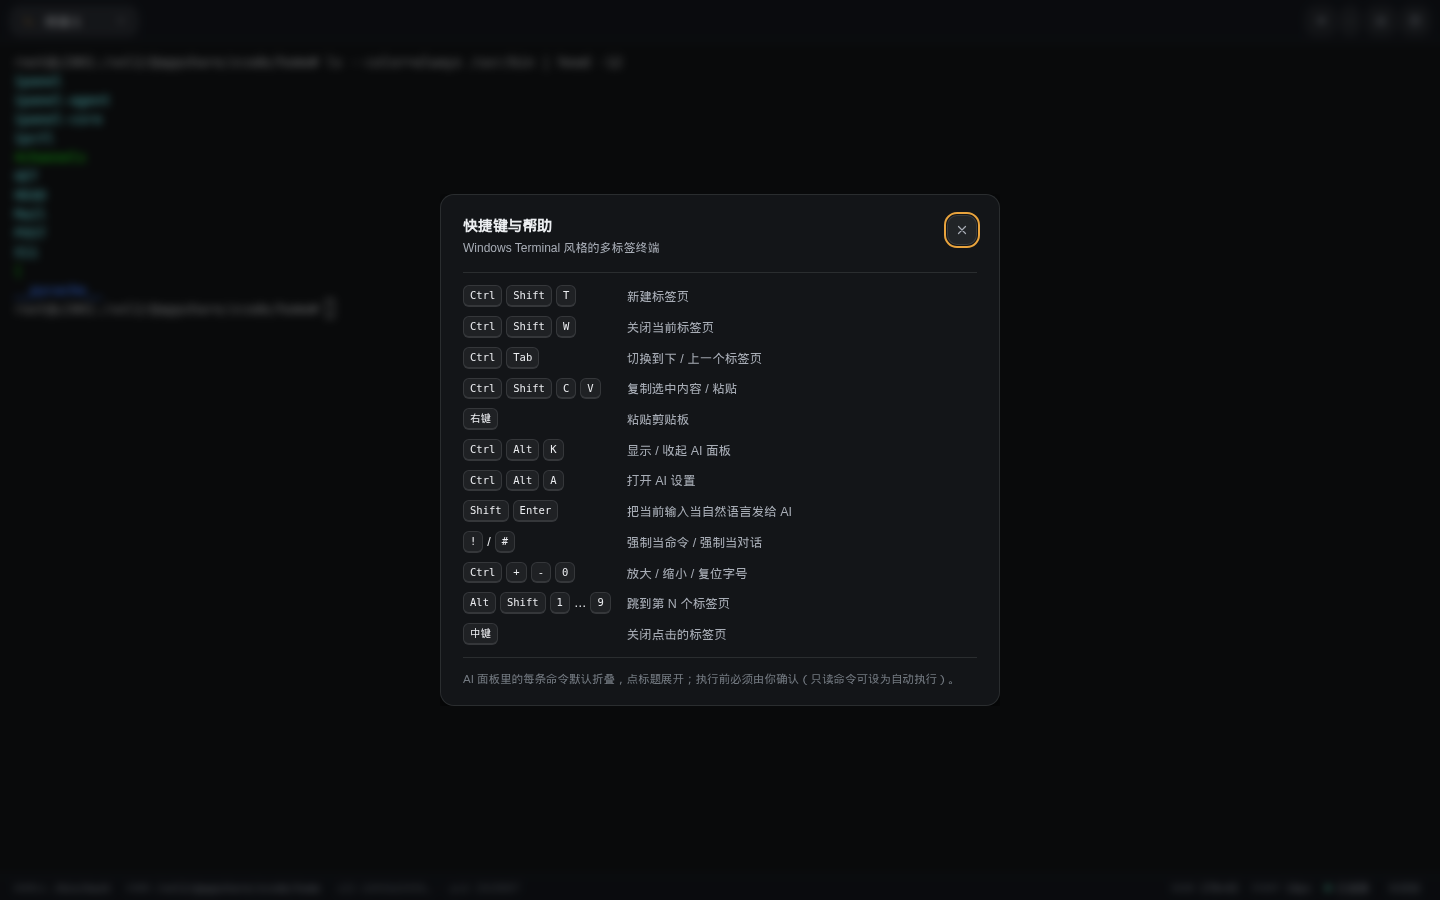 快捷键与帮助
Windows Terminal 风格的多标签终端
Ctrl Shift T 新建标签页
Ctrl Shift W 关闭当前标签页
Ctrl Tab 切换到下 / 上一个标签页
Ctrl Shift C V 复制选中内容 / 粘贴
右键 粘贴剪贴板
Ctrl Alt K 显示 / 收起 AI 面板
Ctrl Alt A 打开 AI 设置
Shift Enter 把当前输入当自然语言发给 AI
! / # 强制当命令 / 强制当对话
Ctrl + - 0 放大 / 缩小 / 复位字号
Alt Shift 1 … 9 跳到第 N 个标签页
中键 关闭点击的标签页
AI 面板里的每条命令默认折叠，点标题展开；执行前必须由你确认（只读命令可设为自动执行）。